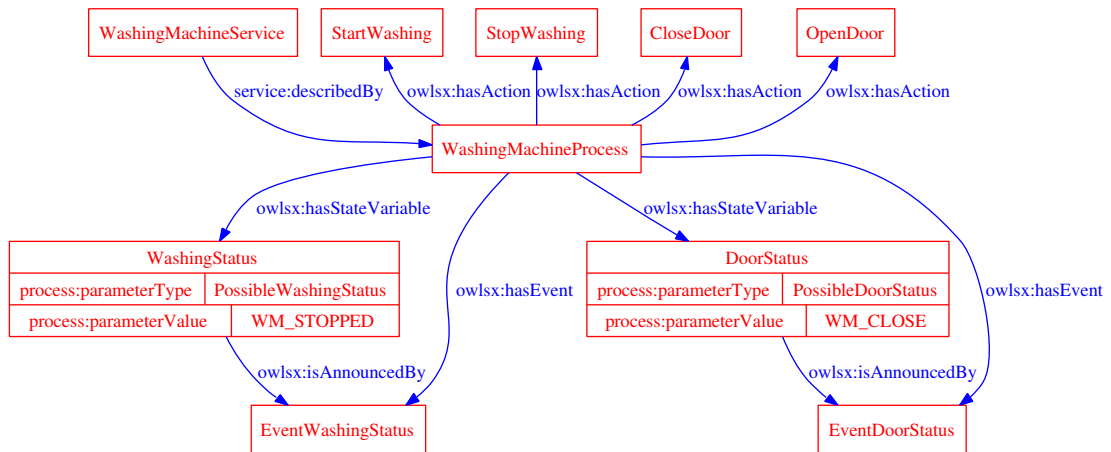 WashingMachineService
StartWashing
StopWashing
CloseDoor
OpenDoor
service:describedBy
owlsx:hasAction
owlsx:hasAction
owlsx:hasAction
owlsx:hasAction
WashingMachineProcess
owlsx:hasStateVariable
owlsx:hasStateVariable
WashingStatus
process:parameterType PossibleWashingStatus
process:parameterValue WM_STOPPED
owlsx:hasEvent
DoorStatus
process:parameterType PossibleDoorStatus
process:parameterValue WM_CLOSE
owlsx:hasEvent
owlsx:isAnnouncedBy
owlsx:isAnnouncedBy
EventWashingStatus
EventDoorStatus